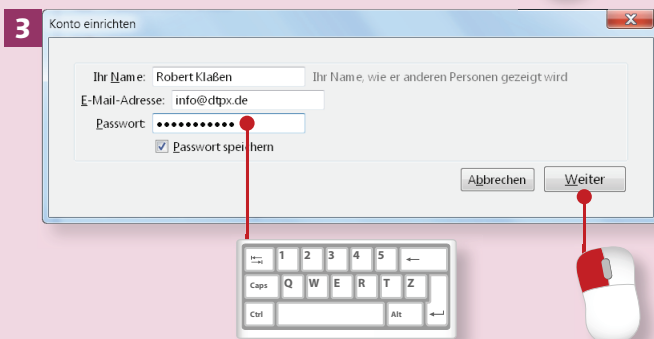 3
Konto einrichten
X
Ihr Name: Robert Klaßen Ihr Name, wie er anderen Personen gezeigt wird
E-Mail-Adresse: info@dtpx.de
Passwort:
Passwort speichern
Abbrechen Weiter
1 2 3 4 5
Caps Q W E R T Z
Ctrl Alt